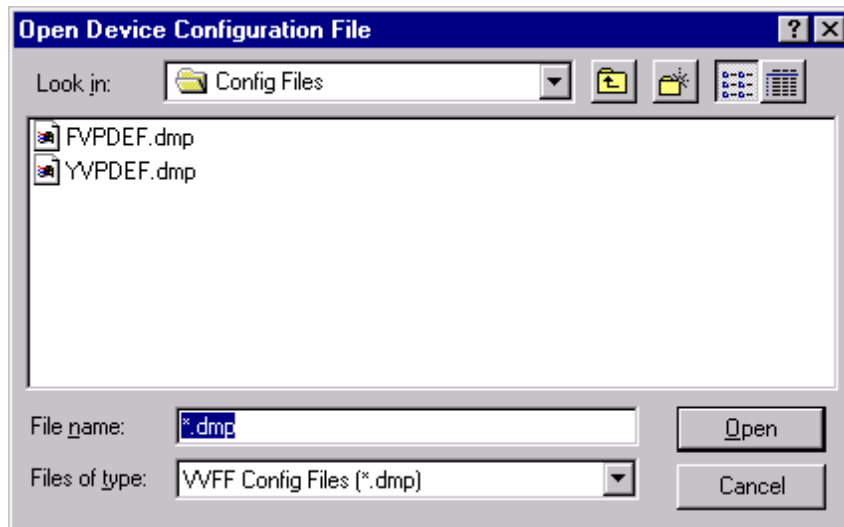 Open Device Configuration File
Look in: Config Files
FVPDEF.dmp
YVPDEF.dmp
File name: *.dmp Open
Files of type: VVFF Config Files (*.dmp) Cancel